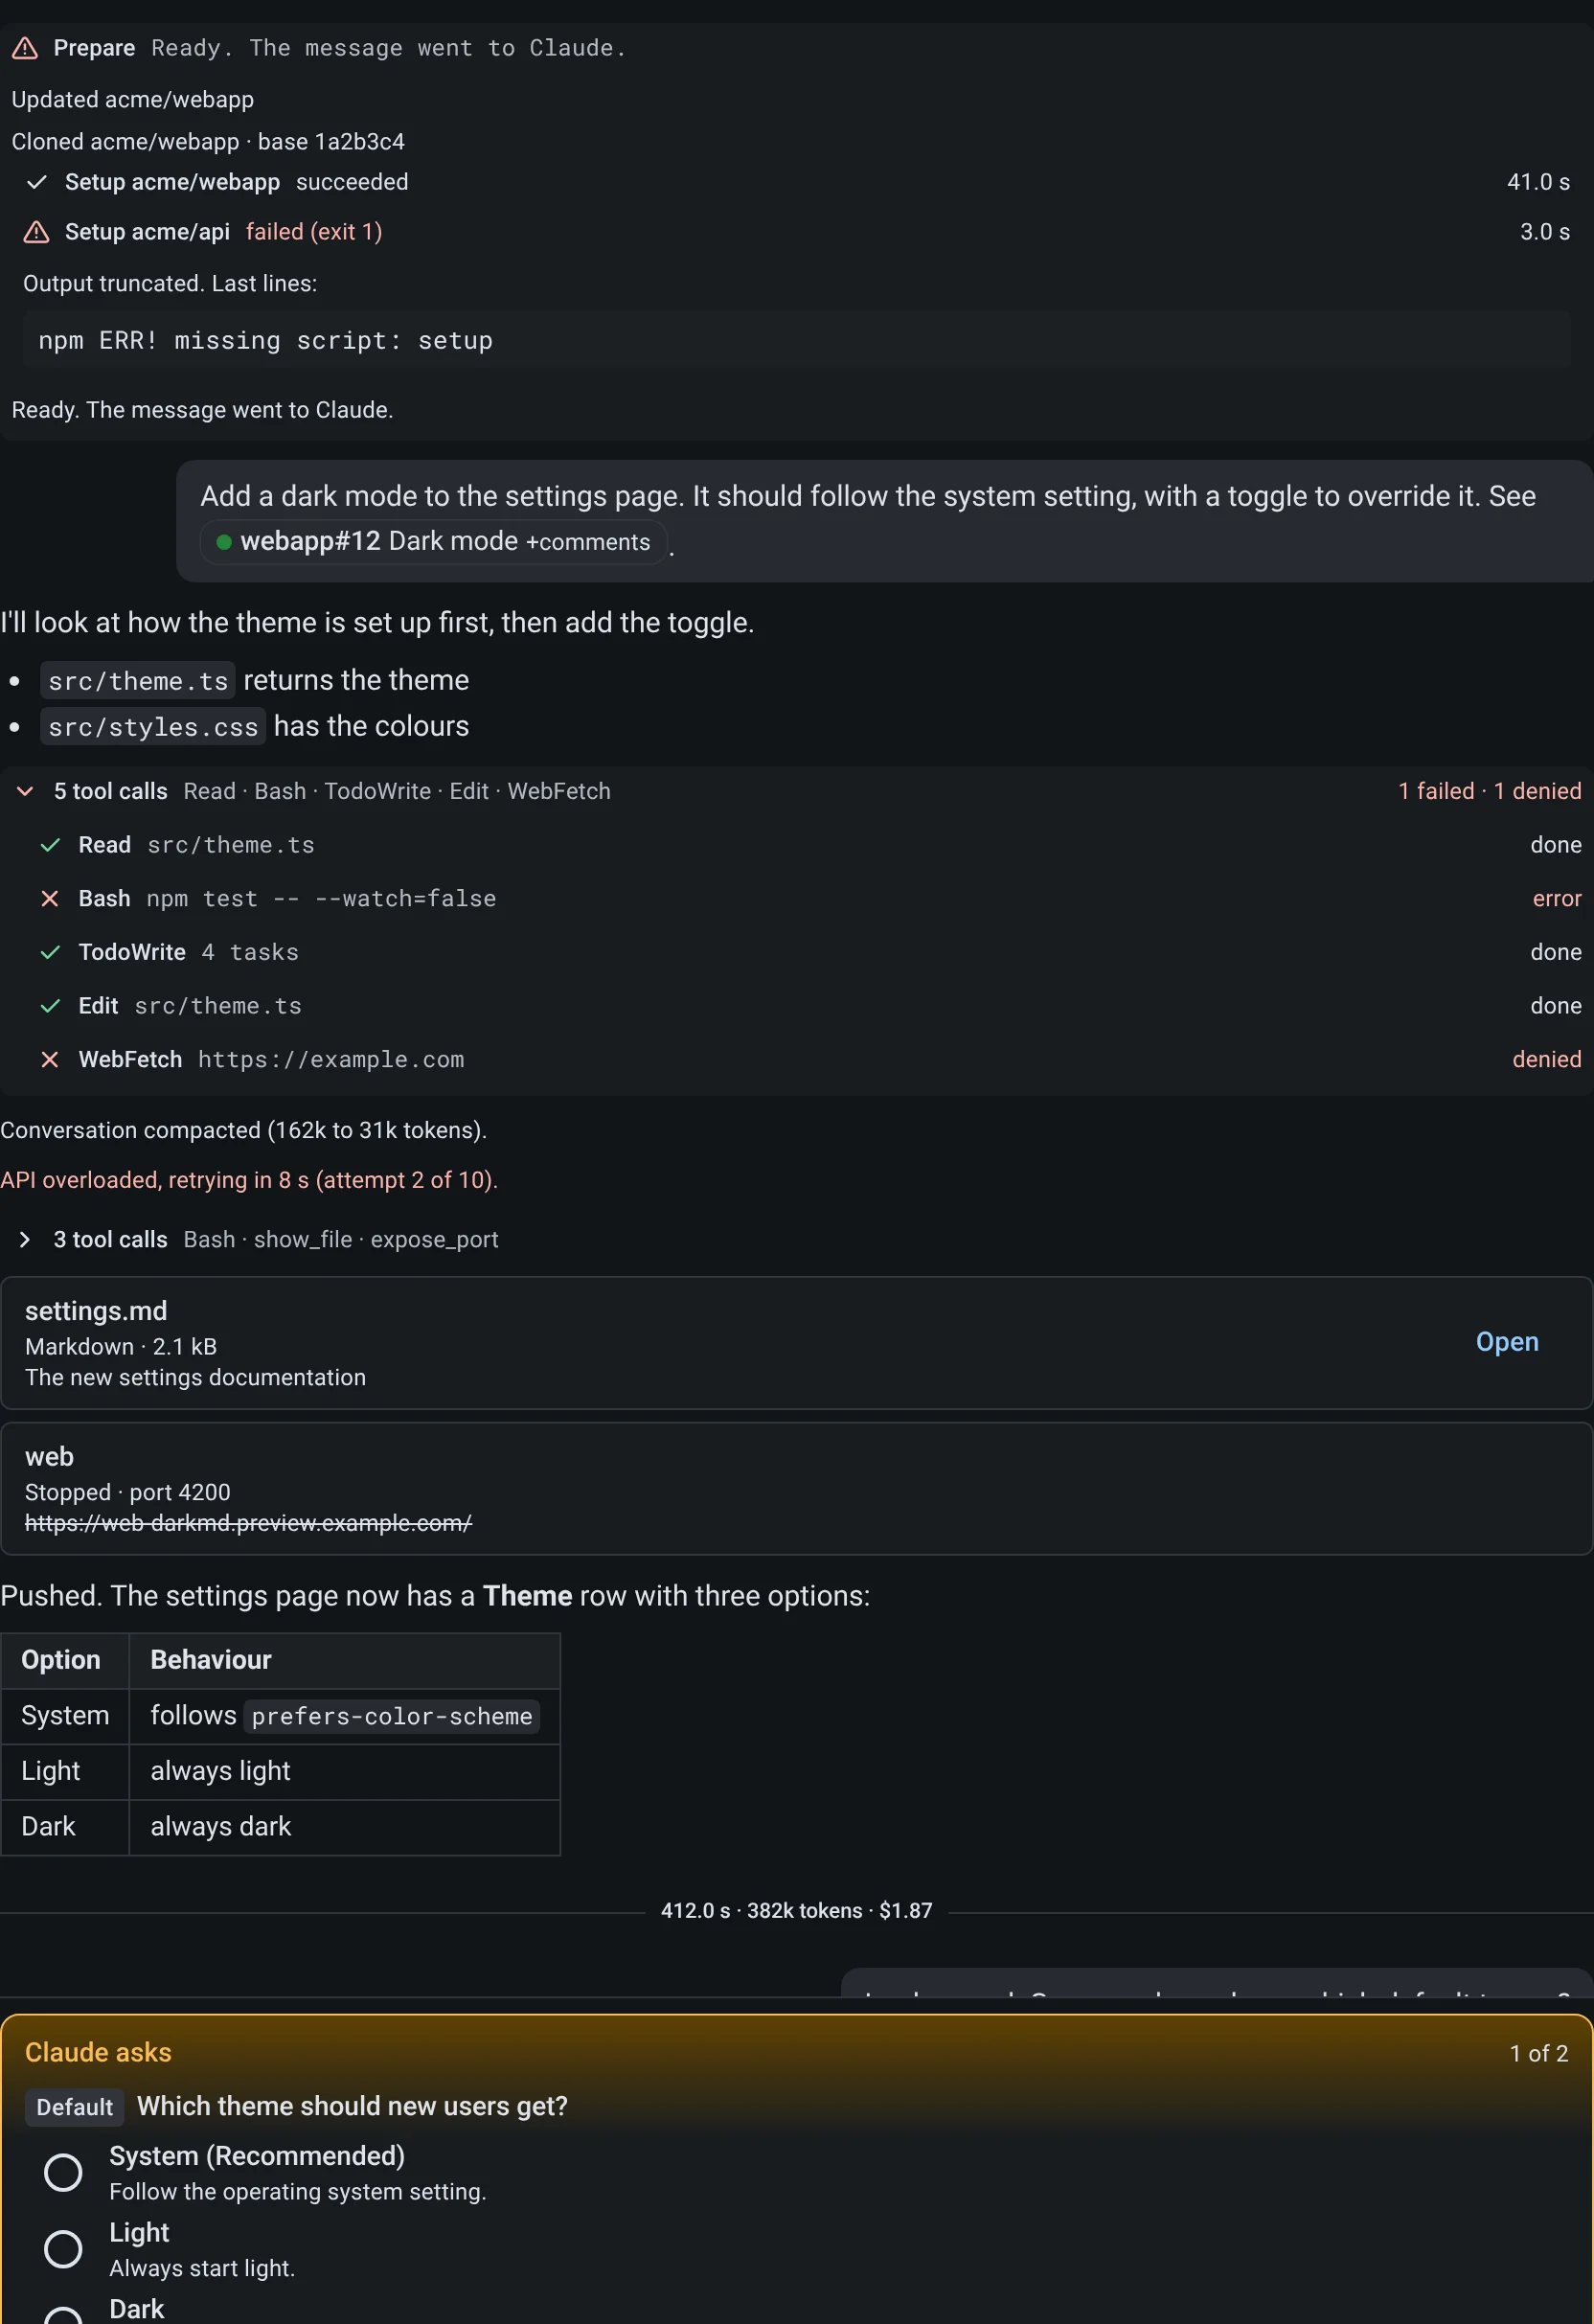 Prepare Ready. The message went to Claude.
Updated acme/webapp
Cloned acme/webapp · base 1a2b3c4
Setup acme/webapp succeeded 41.0 s
Setup acme/api failed (exit 1) 3.0 s
Output truncated. Last lines:
npm ERR! missing script: setup
Ready. The message went to Claude.
Add a dark mode to the settings page. It should follow the system setting, with a toggle to override it. See
webapp#12 Dark mode +comments .
I'll look at how the theme is set up first, then add the toggle.
• src/theme.ts returns the theme
• src/styles.css has the colours
5 tool calls Read · Bash · TodoWrite · Edit · WebFetch 1 failed · 1 denied
Read src/theme.ts done
Bash npm test -- --watch=false error
TodoWrite 4 tasks done
Edit src/theme.ts done
WebFetch https://example.com denied
Conversation compacted (162k to 31k tokens).
API overloaded, retrying in 8 s (attempt 2 of 10).
3 tool calls Bash · show_file · expose_port
settings.md
Markdown · 2.1 kB
The new settings documentation
Open
web
Stopped · port 4200
https://web-darkmd.preview.example.com/
Pushed. The settings page now has a Theme row with three options:
Option Behaviour
System follows prefers-color-scheme
Light always light
Dark always dark
412.0 s · 382k tokens · $1.87
Claude asks 1 of 2
Default Which theme should new users get?
System (Recommended)
Follow the operating system setting.
Light
Always start light.
Dark